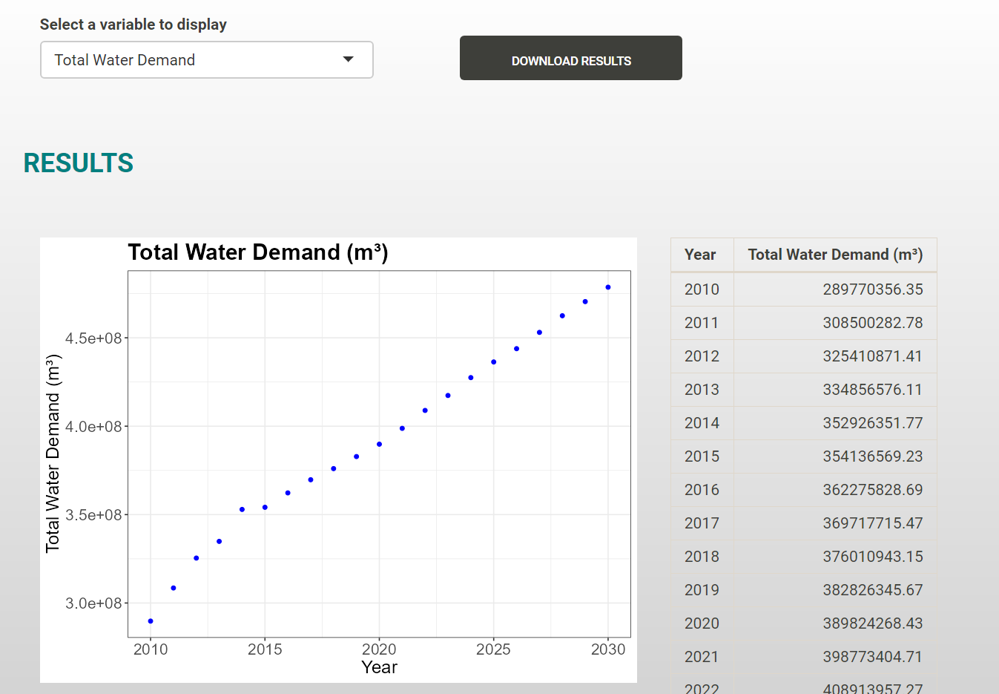 Select a variable to display
Total Water Demand
DOWNLOAD RESULTS
RESULTS
Total Water Demand (m³)
Total Water Demand (m³)
4.5e+08
4.0e+08
3.5e+08
3.0e+08
2010 2015 2020 2025 2030
Year
Year Total Water Demand (m³)
2010 289770356.35
2011 308500282.78
2012 325410871.41
2013 334856576.11
2014 352926351.77
2015 354136569.23
2016 362275828.69
2017 369717715.47
2018 376010943.15
2019 382826345.67
2020 389824268.43
2021 398773404.71
2022 408913957.27